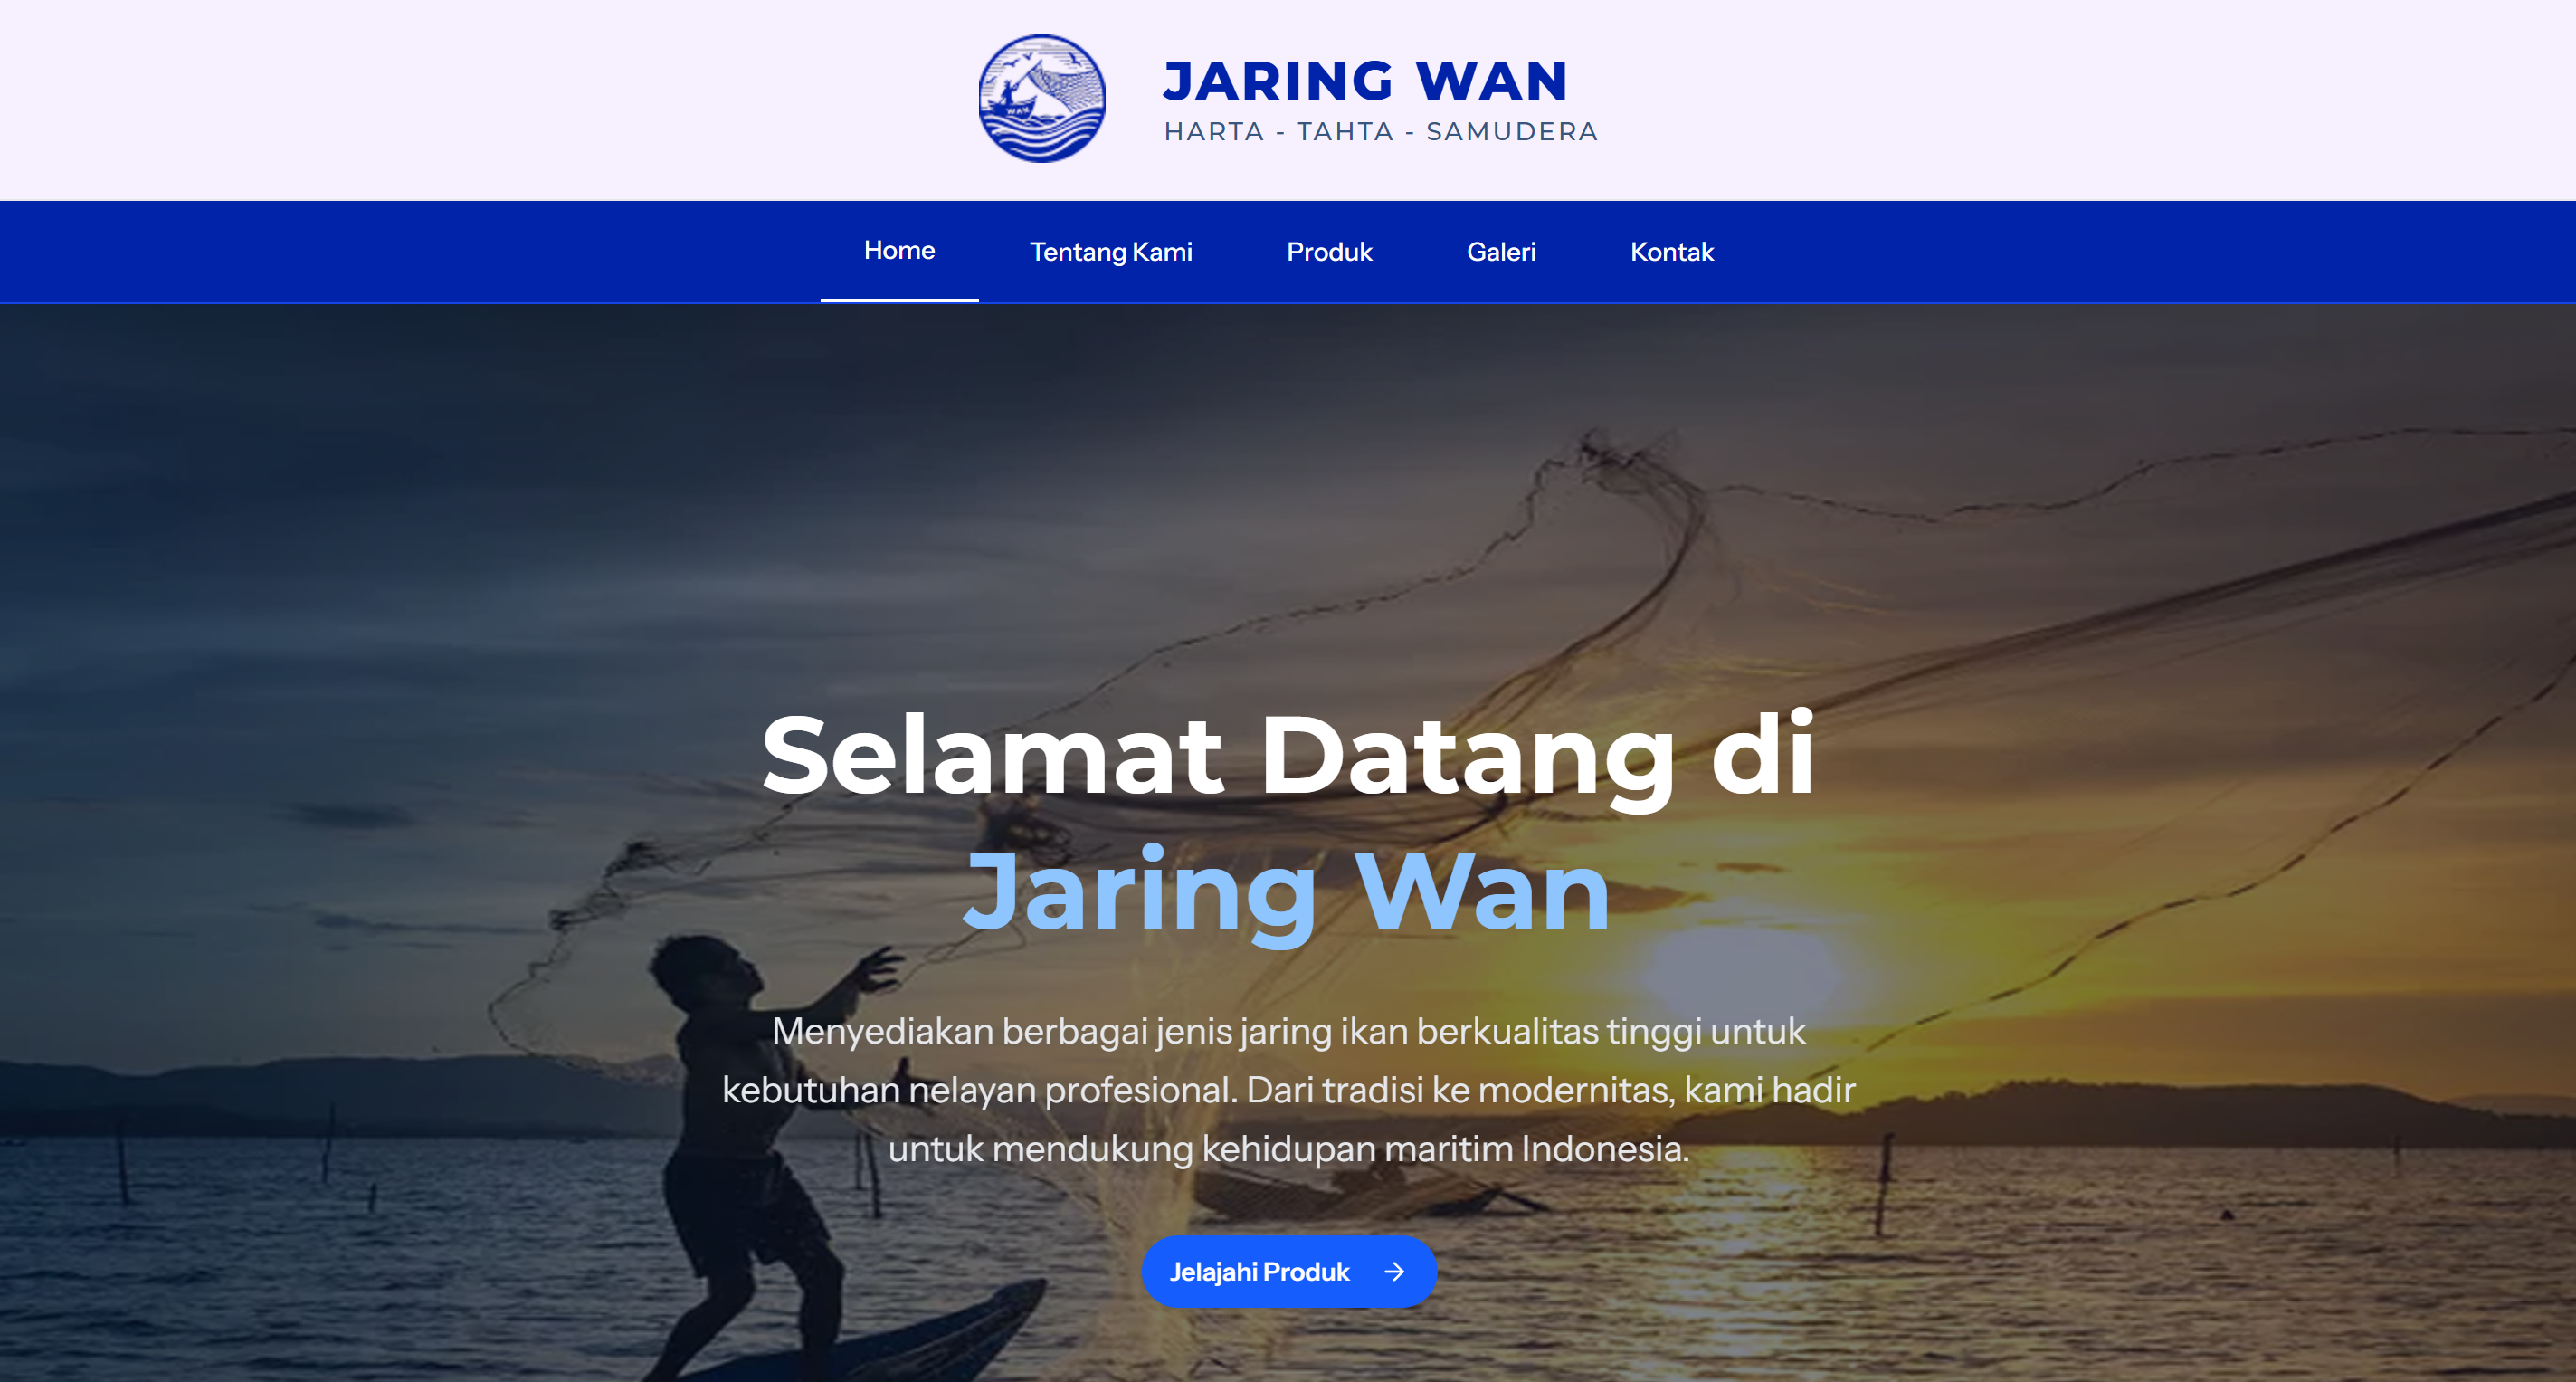 WAN
JARING WAN
HARTA - TAHTA - SAMUDERA
Home Tentang Kami Produk Galeri Kontak
Selamat Datang di
Jaring Wan
Menyediakan berbagai jenis jaring ikan berkualitas tinggi untuk
kebutuhan nelayan profesional. Dari tradisi ke modernitas, kami hadir
untuk mendukung kehidupan maritim Indonesia.
Jelajahi Produk